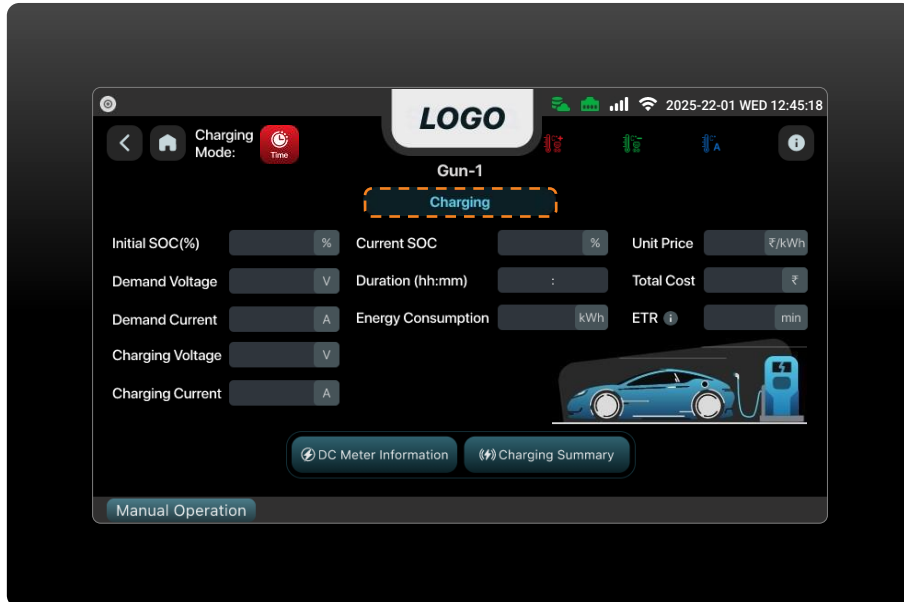 LOGO
2025-22-01 WED 12:45:18
Charging
Mode:
Time
A
Gun-1
Charging
Initial SOC(%) % Current SOC % Unit Price ₹/kWh
Demand Voltage V Duration (hh:mm) : Total Cost ₹
Demand Current A Energy Consumption kWh ETR i min
Charging Voltage V
Charging Current A
DC Meter Information Charging Summary
Manual Operation